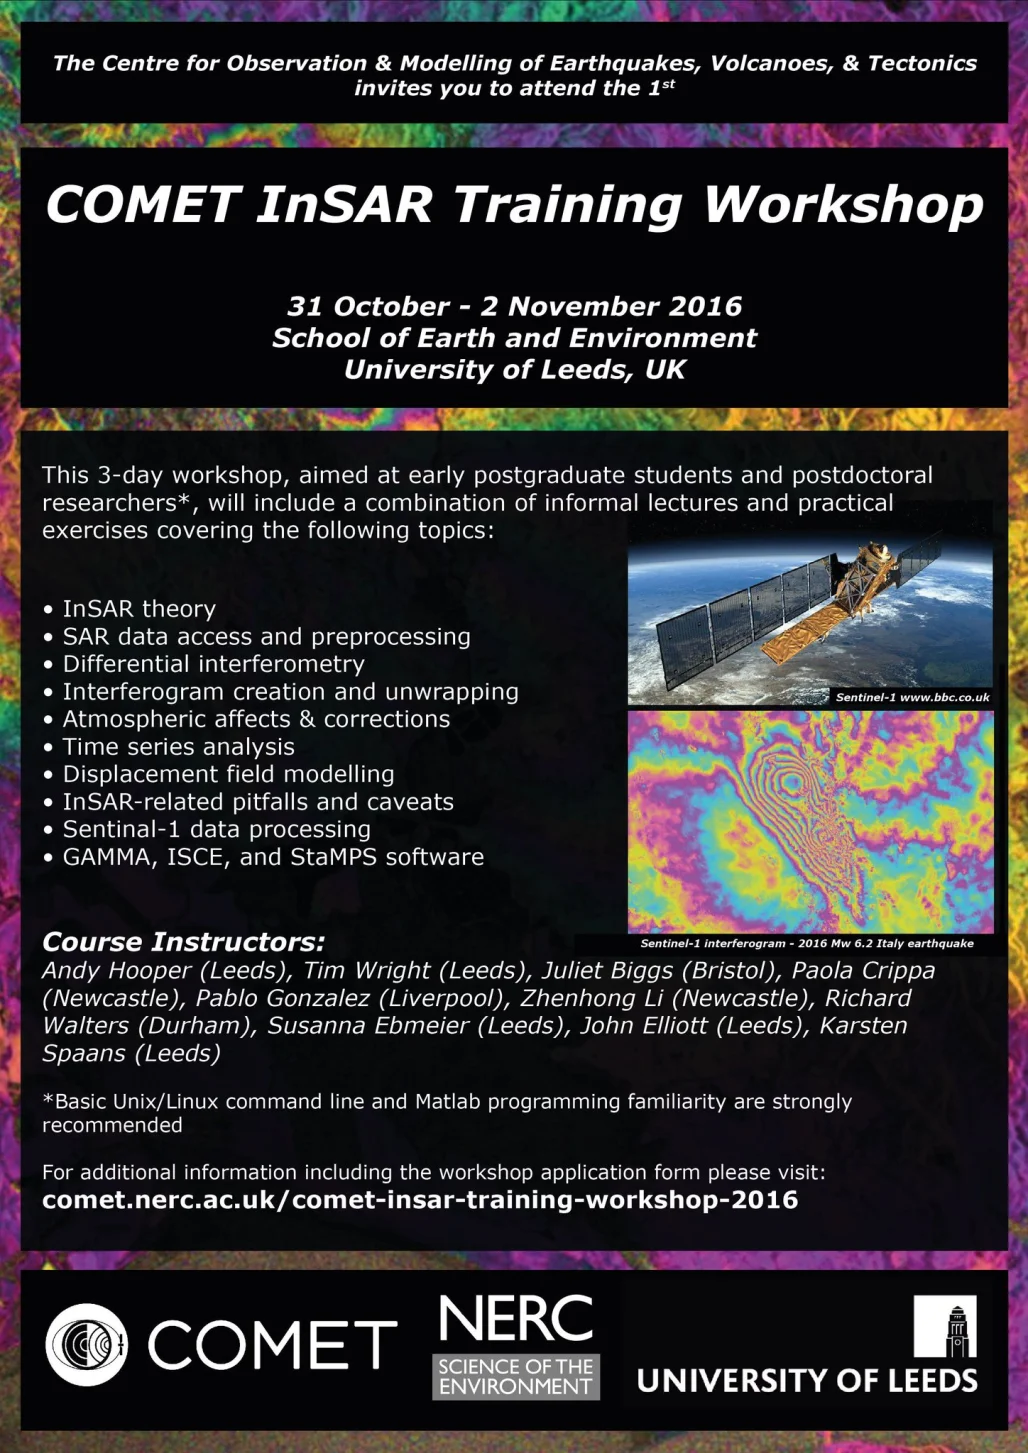 The Centre for Observation & Modelling of Earthquakes, Volcanoes, & Tectonics
invites you to attend the 1st
COMET InSAR Training Workshop
31 October - 2 November 2016
School of Earth and Environment
University of Leeds, UK
This 3-day workshop, aimed at early postgraduate students and postdoctoral
researchers*, will include a combination of informal lectures and practical
exercises covering the following topics:
• InSAR theory
• SAR data access and preprocessing
• Differential interferometry
• Interferogram creation and unwrapping
• Atmospheric affects & corrections
• Time series analysis
• Displacement field modelling
• InSAR-related pitfalls and caveats
• Sentinal-1 data processing
• GAMMA, ISCE, and StaMPS software
Sentinel-1 www.bbc.co.uk
Sentinel-1 interferogram - 2016 Mw 6.2 Italy earthquake
Course Instructors:
Andy Hooper (Leeds), Tim Wright (Leeds), Juliet Biggs (Bristol), Paola Crippa
(Newcastle), Pablo Gonzalez (Liverpool), Zhenhong Li (Newcastle), Richard
Walters (Durham), Susanna Ebmeier (Leeds), John Elliott (Leeds), Karsten
Spaans (Leeds)
*Basic Unix/Linux command line and Matlab programming familiarity are strongly
recommended
For additional information including the workshop application form please visit:
comet.nerc.ac.uk/comet-insar-training-workshop-2016
COMET
NERC
SCIENCE OF THE
ENVIRONMENT
UNIVERSITY OF LEEDS